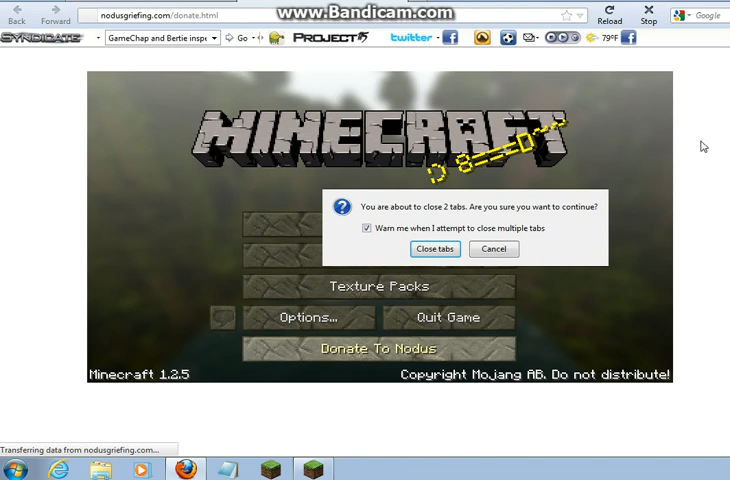 www.Bandicam.com
Back
Forward
nodusgriefing.com/donate.html
Reload
Stop
Google
SYNDICATE
GameChap and Bertie inspe
Go
PROJECT
twitter
79°F
MINECRAFT
You are about to close 2 tabs. Are you sure you want to continue?
Warn me when I attempt to close multiple tabs
Close tabs
Cancel
Texture Packs
Options...
Quit Game
Donate To Nodus
Minecraft 1.2.5
Copyright Mojang AB. Do not distribute!
Transferring data from nodusgriefing.com...